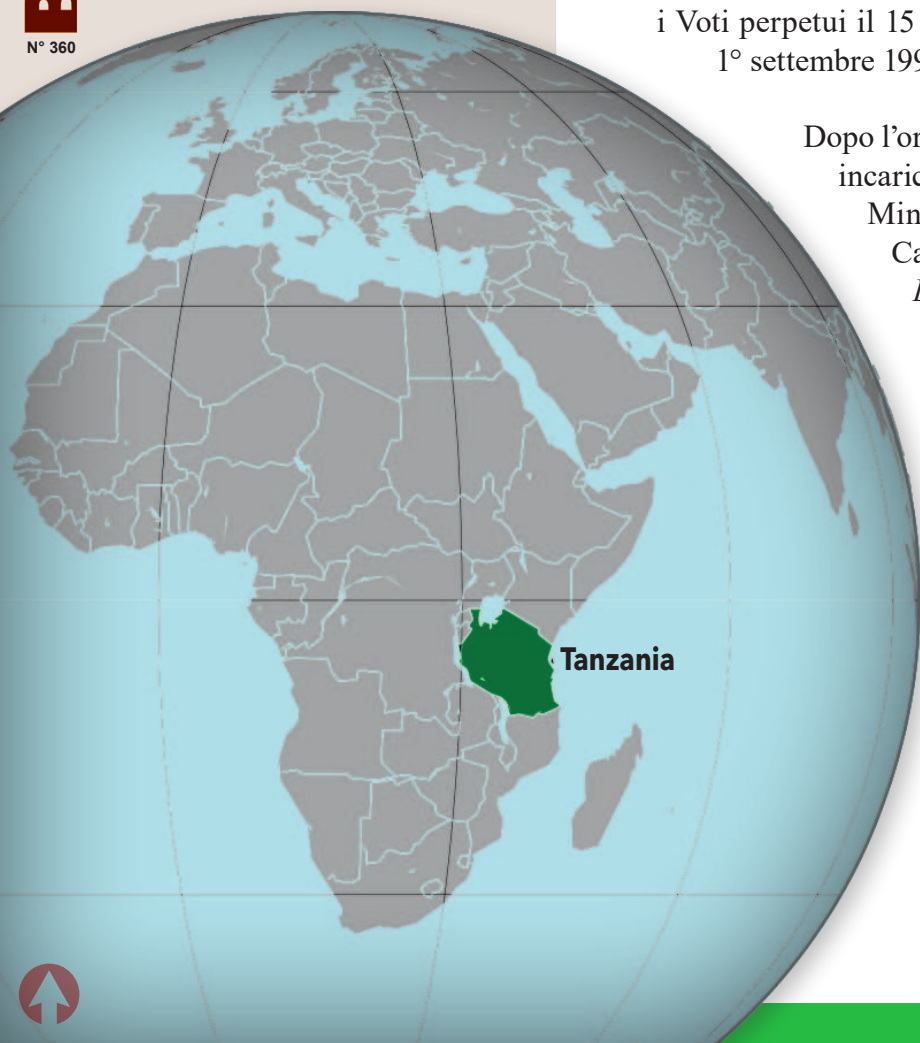 N° 360
i Voti perpetui il 15
1° settembre 199
Dopo l'or
incaric
Min
Ca
Tanzania